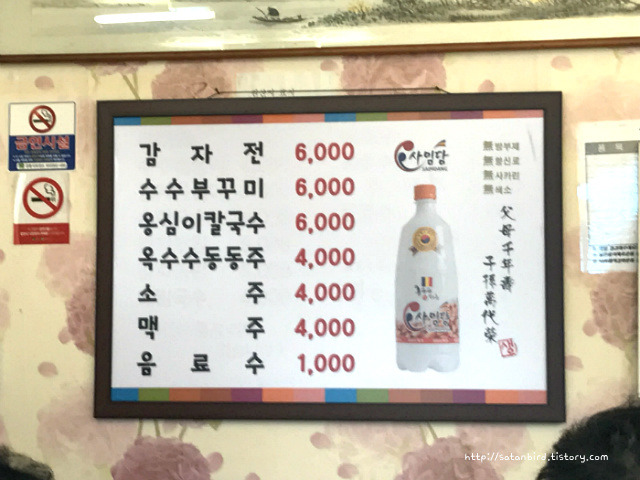 금연시설
감 자 전 6,000
수수부꾸미 6,000
옹심이칼국수 6,000
옥수수동동주 4,000
소 주 4,000
맥 주 4,000
음 료 수 1,000
사임당
SAIMDANG
無 방부제
無 향신료
無 사카린
無 색소
父母千年壽
子孫萬代榮
사임당
http://satanbird.tistory.com